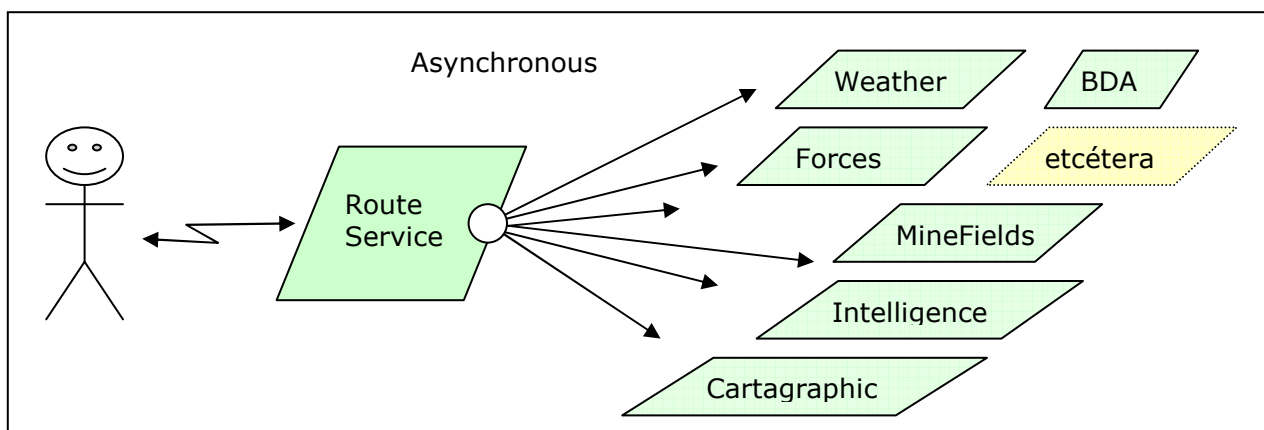 Asynchronous
Weather
BDA
Forces
etcétera
Route
Service
MineFields
Intelligence
Cartagraphic